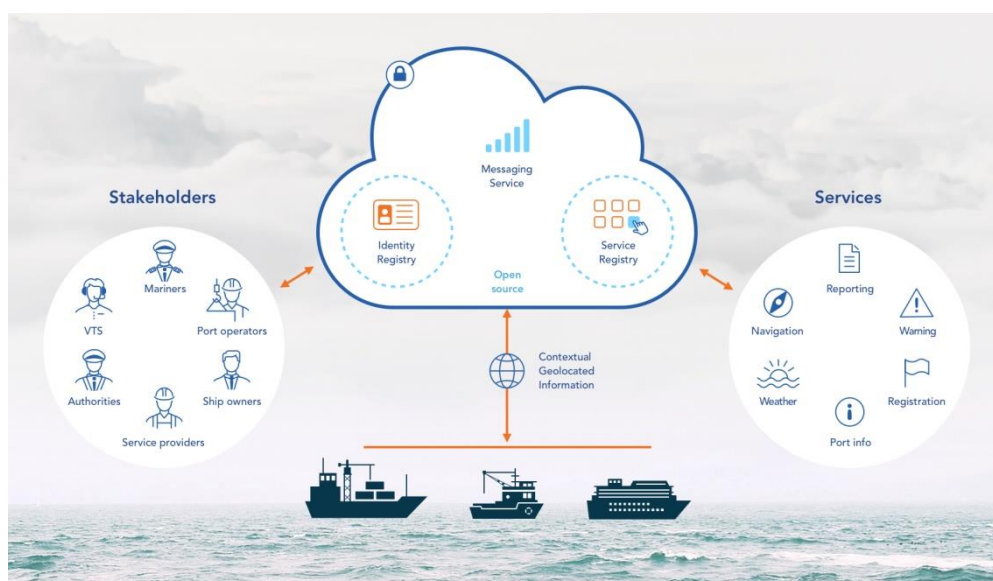 Messaging
Service
Stakeholders
Services
Identity
Registry
Service
Registry
Open
source
Mariners
VTS
Port operators
Authorities
Ship owners
Service providers
Contextual
Geolocated
Information
Reporting
Navigation
Warning
Weather
Registration
Port info